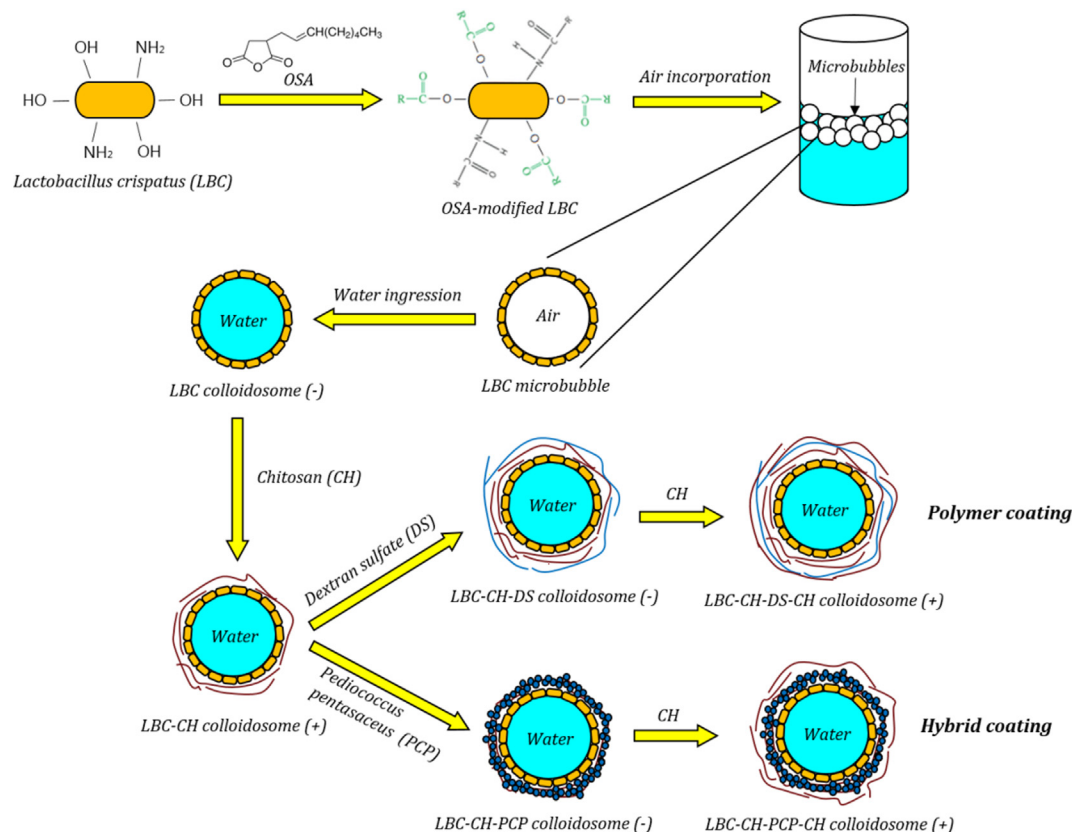 OH
NH₂
HO
OH
NH₂
OH
Lactobacillus crispatus (LBC)
O
O
O
(CH₂)₄CH₃
OSA
R
C
O
O
R
C
O
N
H
R
C
O
O
O
C
O
R
N
H
C
O
R
O
C
O
R
OSA-modified LBC
Air incorporation
Microbubbles
Water
LBC colloidosome (-)
Water ingression
Air
LBC microbubble
Chitosan (CH)
Water
LBC-CH colloidosome (+)
Dextran sulfate (DS)
Water
LBC-CH-DS colloidosome (-)
CH
Water
LBC-CH-DS-CH colloidosome (+)
Polymer coating
Pediococcus
pentasaceus (PCP)
Water
LBC-CH-PCP colloidosome (-)
CH
Water
LBC-CH-PCP-CH colloidosome (+)
Hybrid coating